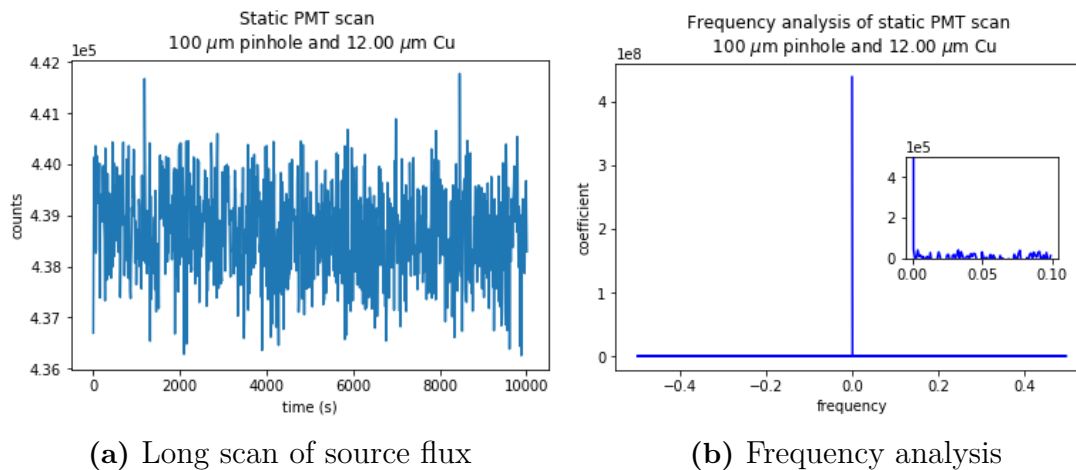 Static PMT scan
100 μm pinhole and 12.00 μm Cu
1e5
4.42
4.41
4.40
4.39
4.38
4.37
4.36
counts
0
2000
4000
6000
8000
10000
time (s)
(a) Long scan of source flux
Frequency analysis of static PMT scan
100 μm pinhole and 12.00 μm Cu
1e8
4
3
2
1
0
coefficient
1e5
4
2
0
0.00
0.05
0.10
−0.4
−0.2
0.0
0.2
0.4
frequency
(b) Frequency analysis